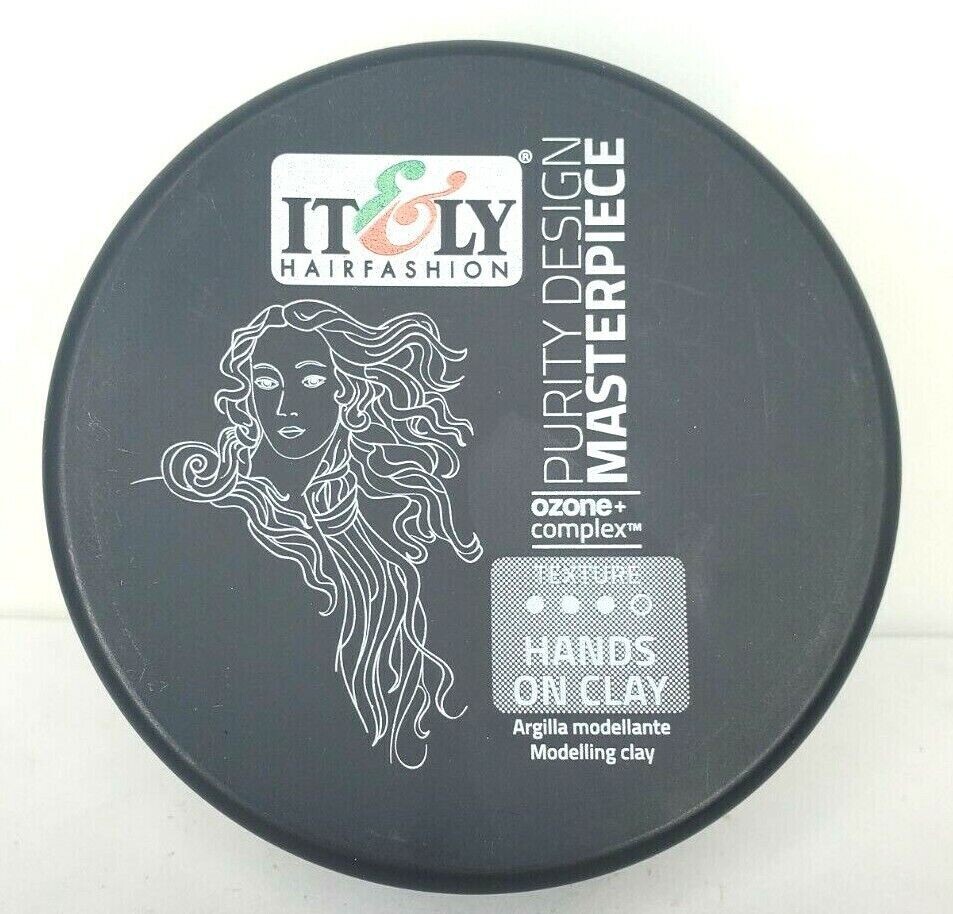 IT&LY®
HAIRFASHION
PURITY DESIGN
MASTERPIECE
ozone+
complex™
TEXTURE
HANDS
ON CLAY
Argilla modellante
Modelling clay